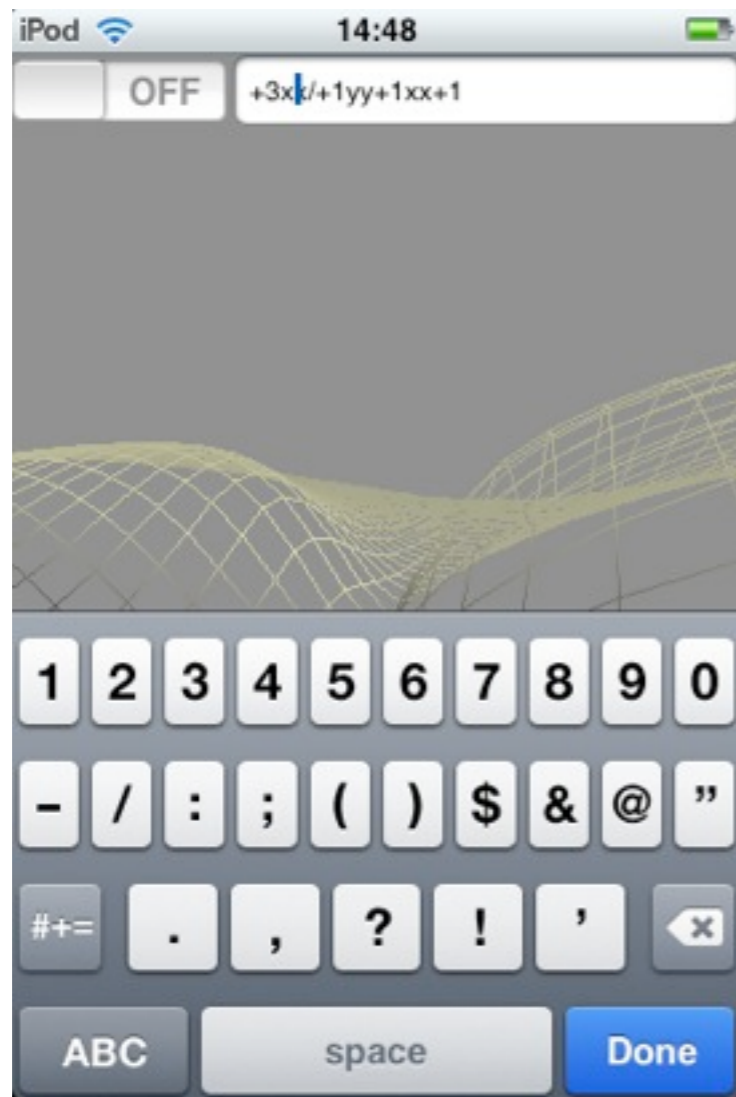 iPod 14:48
OFF +3xx/+1yy+1xx+1
1 2 3 4 5 6 7 8 9 0
- / : ; ( ) $ & @ ”
#+= . , ? ! ’
ABC space Done